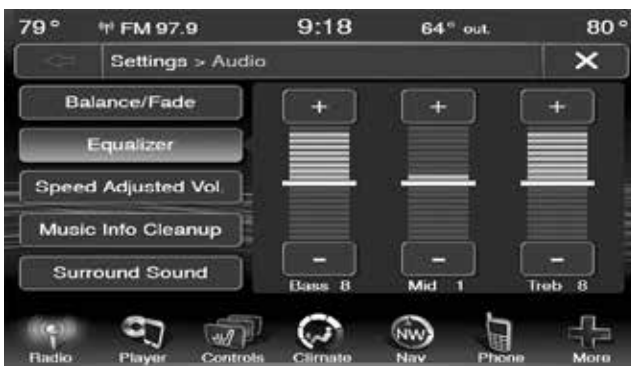 79° FM 97.9 9:18 64° out. 80°
Settings > Audio X
Balance/Fade
Equalizer
Speed Adjusted Vol.
Music Info Cleanup
Surround Sound
+ + +
- - -
Bass 8 Mid 1 Treb 8
NW
Radio Player Controls Climate Nav Phone More